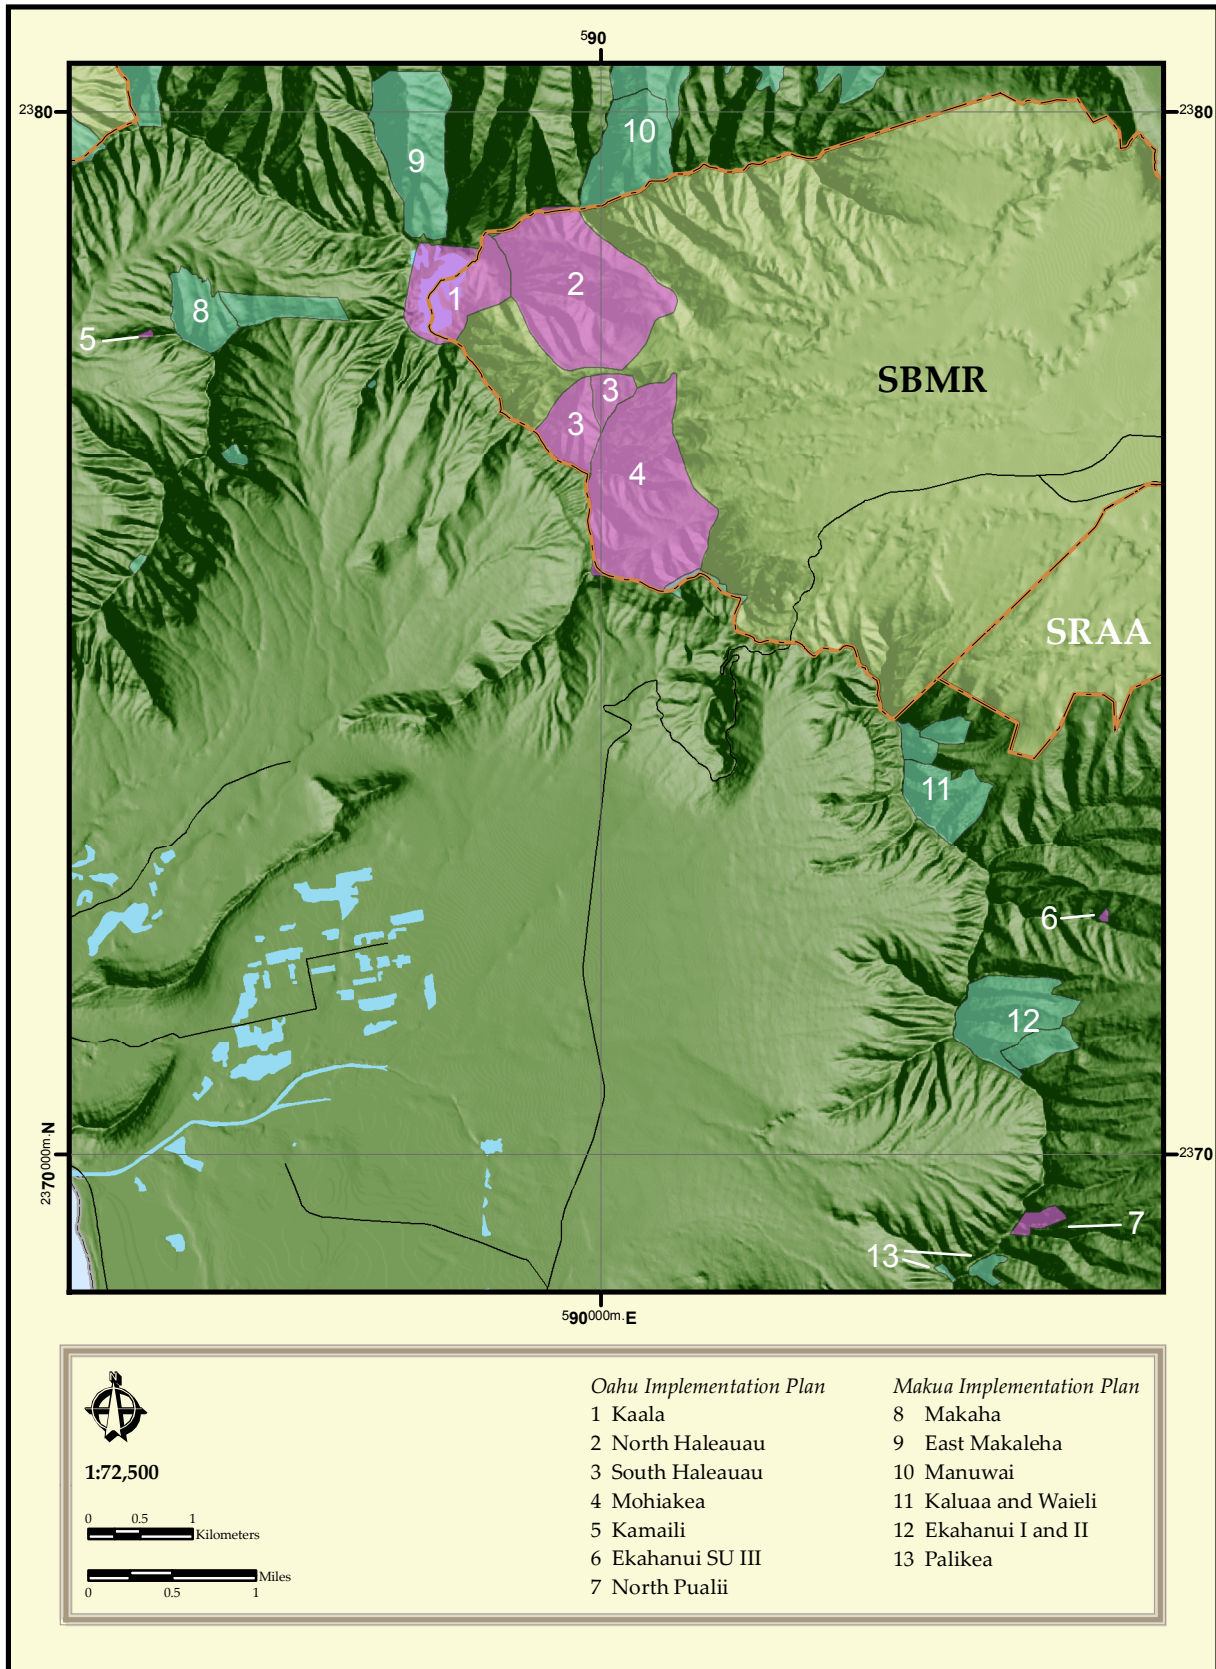 590
2380
2380
10
9
2
1
8
5
SBMR
3
3
4
SRAA
11
6
12
2370000m.N
2370
7
13
590000m.E
N
1:72,500
0 0.5 1
Kilometers
Miles
0 0.5 1
Oahu Implementation Plan
1 Kaala
2 North Haleauau
3 South Haleauau
4 Mohiakea
5 Kamaili
6 Ekahanui SU III
7 North Pualii
Makua Implementation Plan
8 Makaha
9 East Makaleha
10 Manuwai
11 Kaluaa and Waieli
12 Ekahanui I and II
13 Palikea